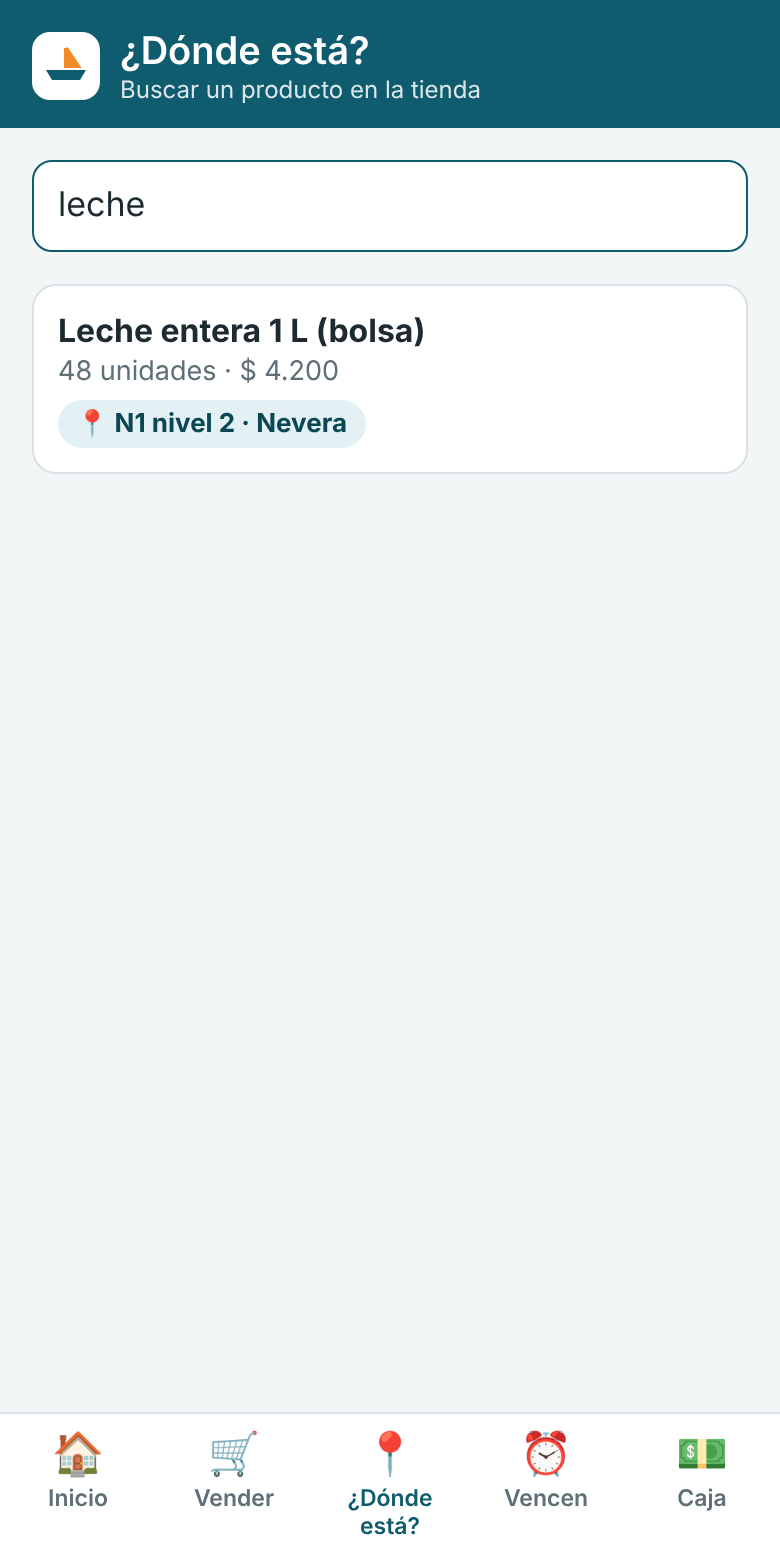 ¿Dónde está?
Buscar un producto en la tienda
leche
Leche entera 1 L (bolsa)
48 unidades · $ 4.200
N1 nivel 2 · Nevera
Inicio
Vender
¿Dónde
está?
Vencen
Caja